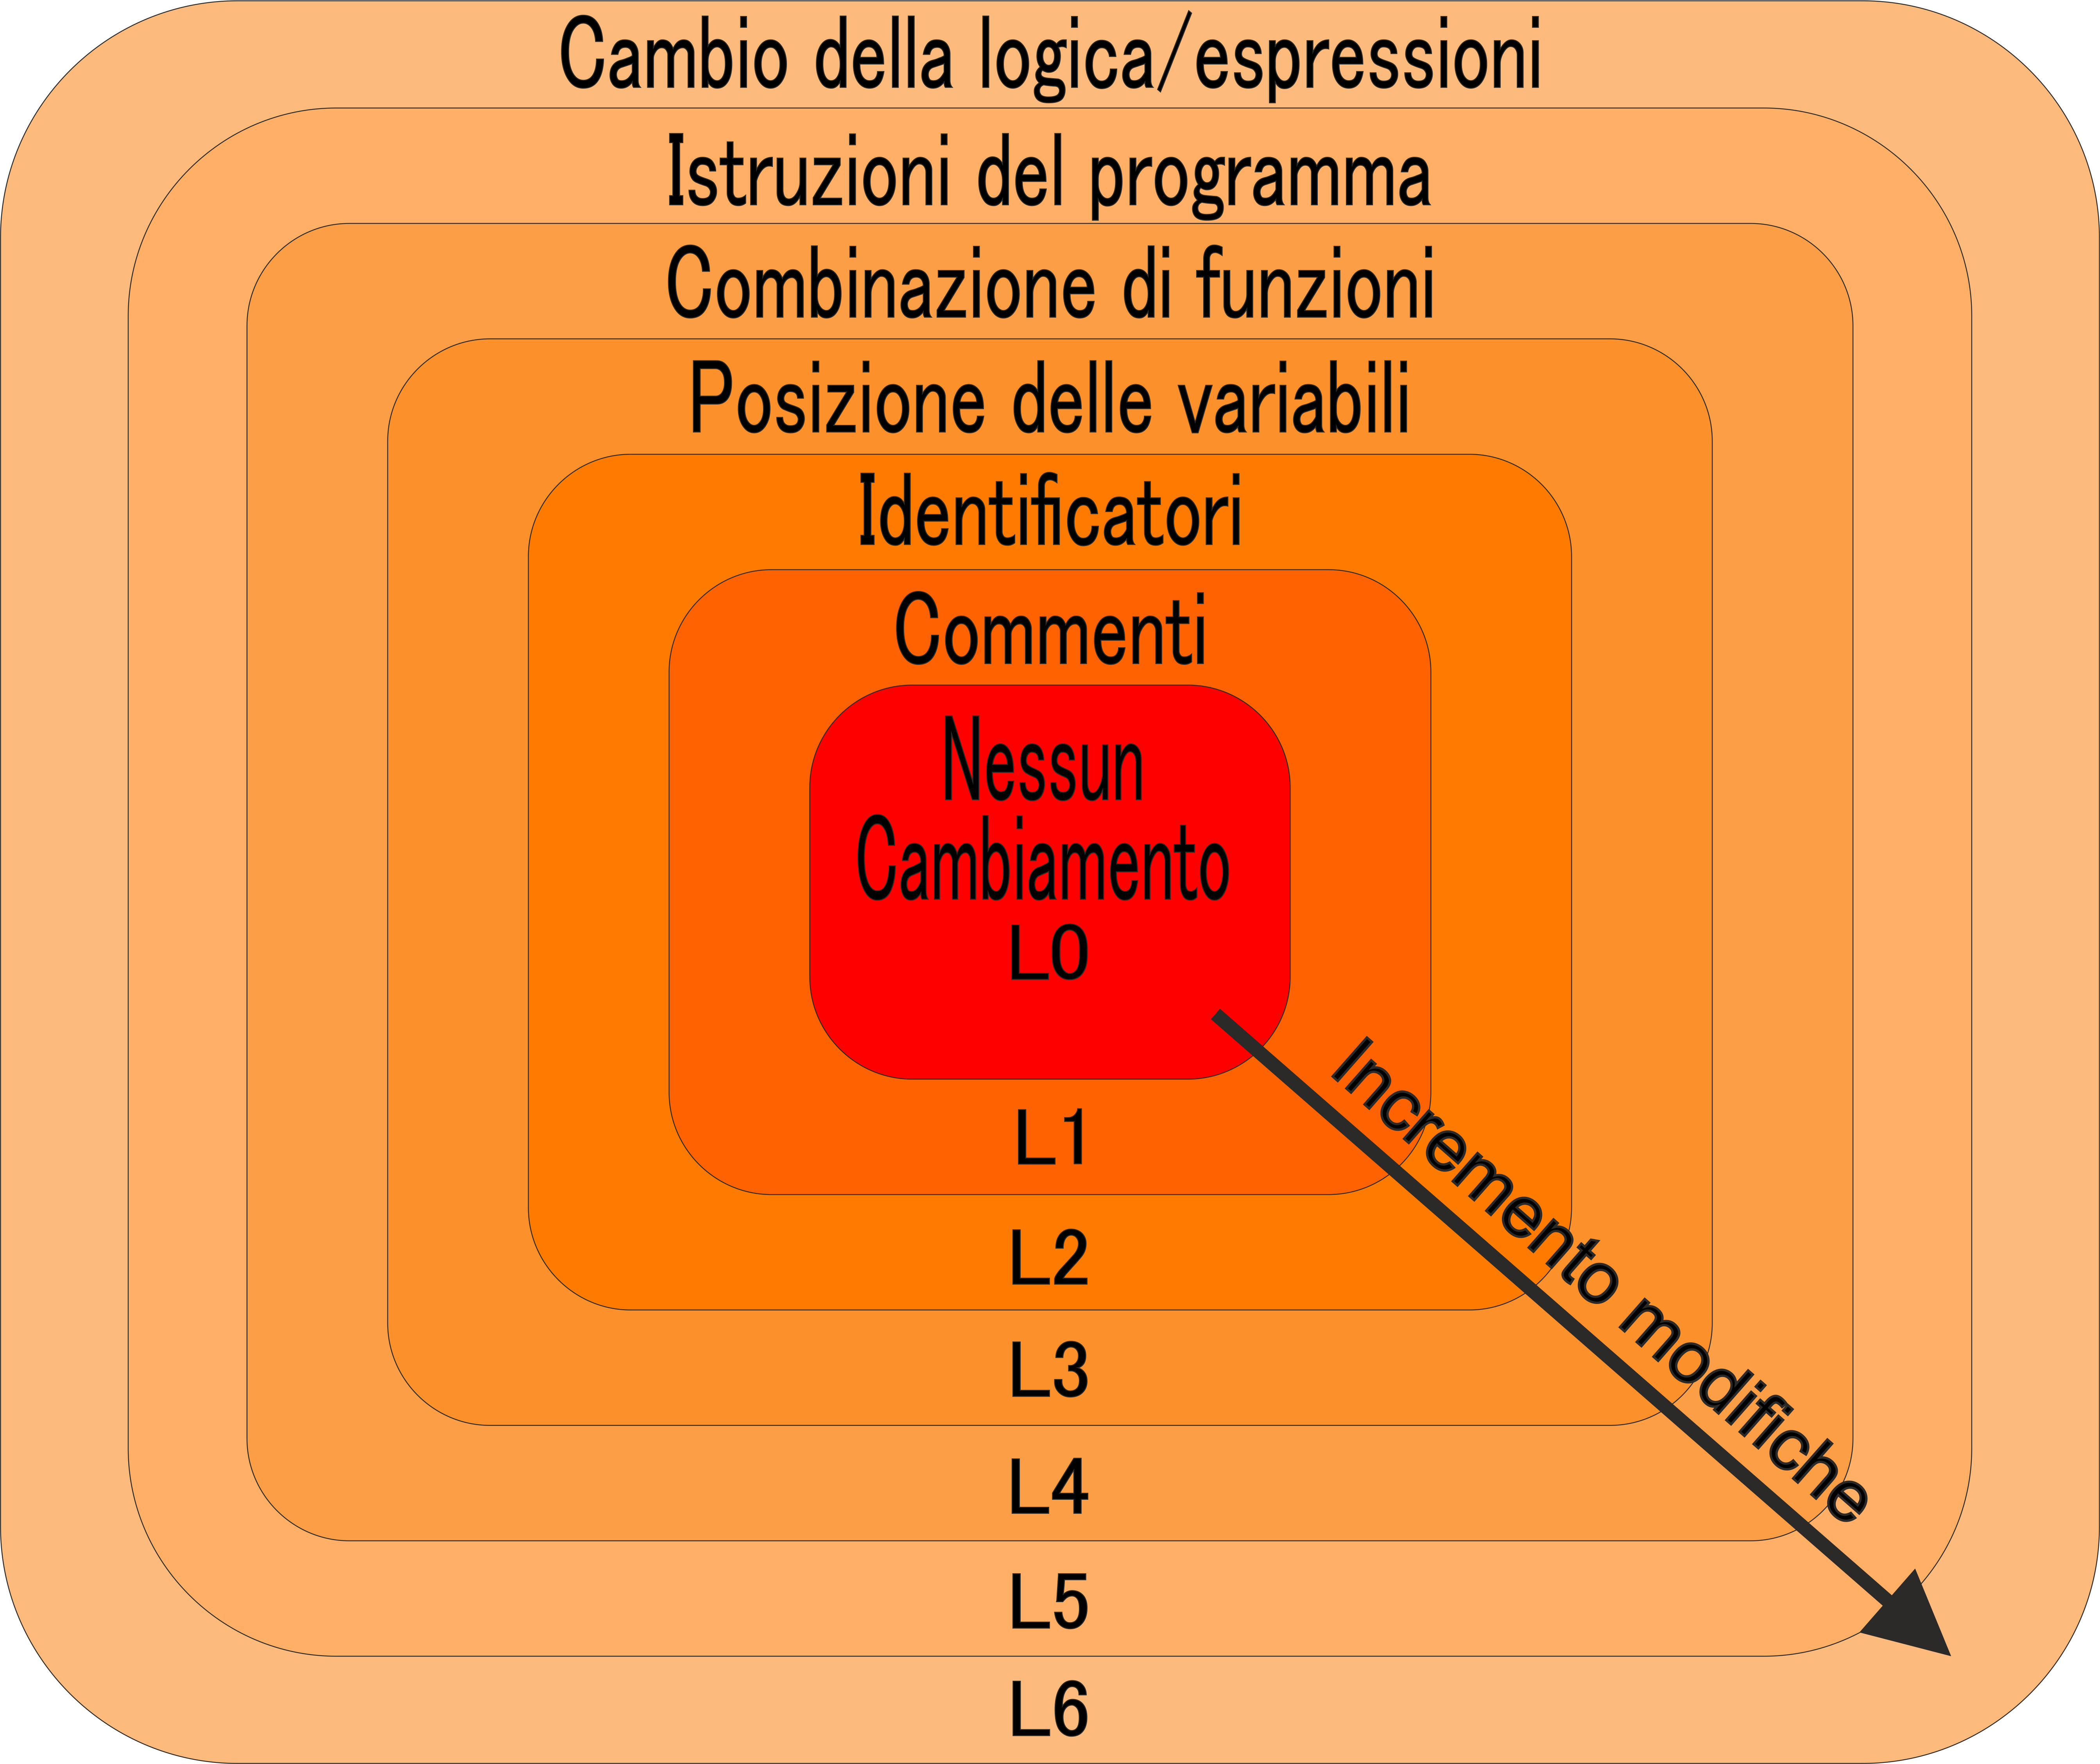 Cambio della logica/espressioni
Istruzioni del programma
Combinazione di funzioni
Posizione delle variabili
Identificatori
Commenti
Nessun
Cambiamento
L0
L1
L2
L3
L4
L5
L6
Incremento modifiche